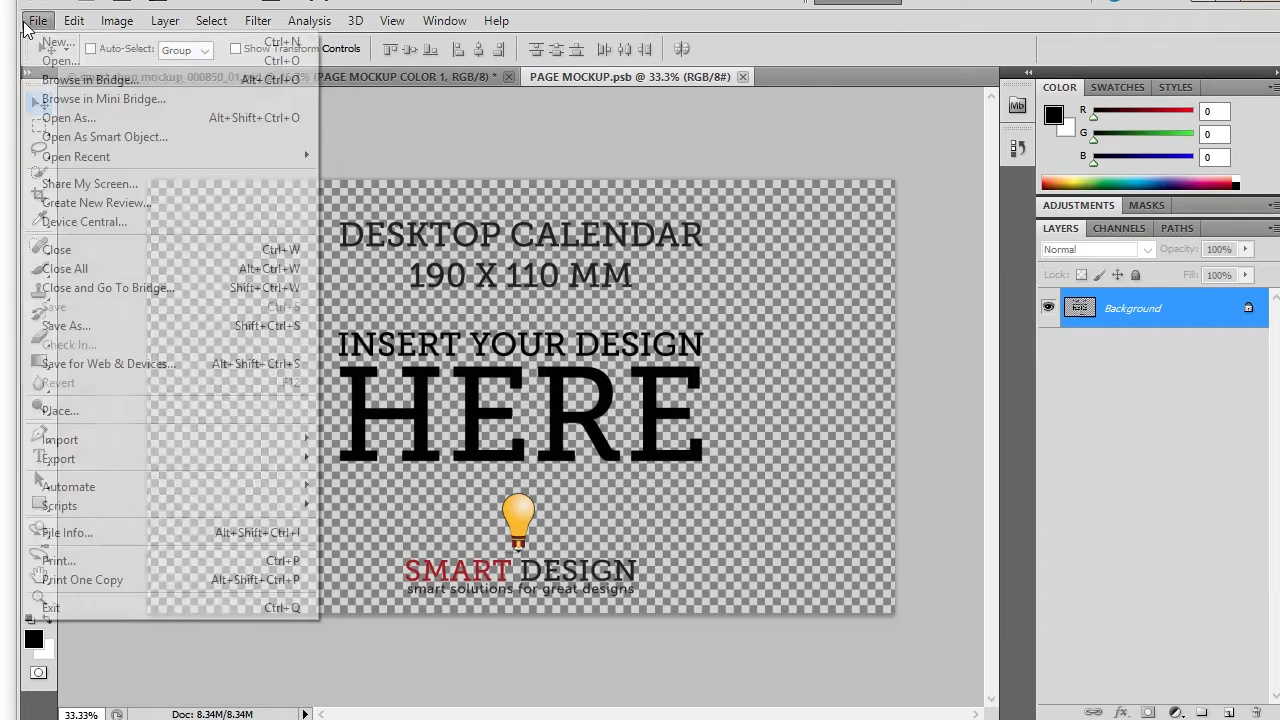 File Edit Image Layer Select Filter Analysis 3D View Window Help
New... Ctrl+N
Auto-Select: Group Show Transform Controls
Open... Ctrl+O
mockup_000850_01 (PAGE MOCKUP COLOR 1, RGB/8) * PAGE MOCKUP.psb @ 33.3% (RGB/8#)
Browse in Bridge... Alt+Ctrl+O
Browse in Mini Bridge...
Open As... Alt+Shift+Ctrl+O
Open As Smart Object...
Open Recent
Share My Screen...
Create New Review...
Device Central...
Close Ctrl+W
Close All Alt+Ctrl+W
Close and Go To Bridge... Shift+Ctrl+W
Save Ctrl+S
Save As... Shift+Ctrl+S
Check In...
Save for Web & Devices... Alt+Shift+Ctrl+S
Revert F12
Place...
Import
Export
Automate
Scripts
File Info... Alt+Shift+Ctrl+I
Print... Ctrl+P
Print One Copy Alt+Shift+Ctrl+P
Exit Ctrl+Q
DESKTOP CALENDAR
190 X 110 MM
INSERT YOUR DESIGN
HERE
SMART DESIGN
smart solutions for great designs
Mb
COLOR SWATCHES STYLES
R 0
G 0
B 0
ADJUSTMENTS MASKS
LAYERS CHANNELS PATHS
Normal Opacity: 100%
Lock: Fill: 100%
Background
33.33% Doc: 8.34M/8.34M